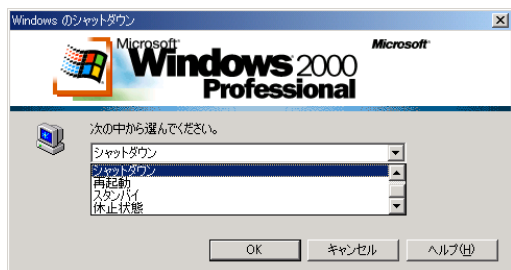 Windows のシャットダウン
Microsoft
Microsoft
Windows 2000
Professional
次の中から選んでください。
シャットダウン
シャットダウン
再起動
スタンバイ
休止状態
OK
キャンセル
ヘルプ(H)